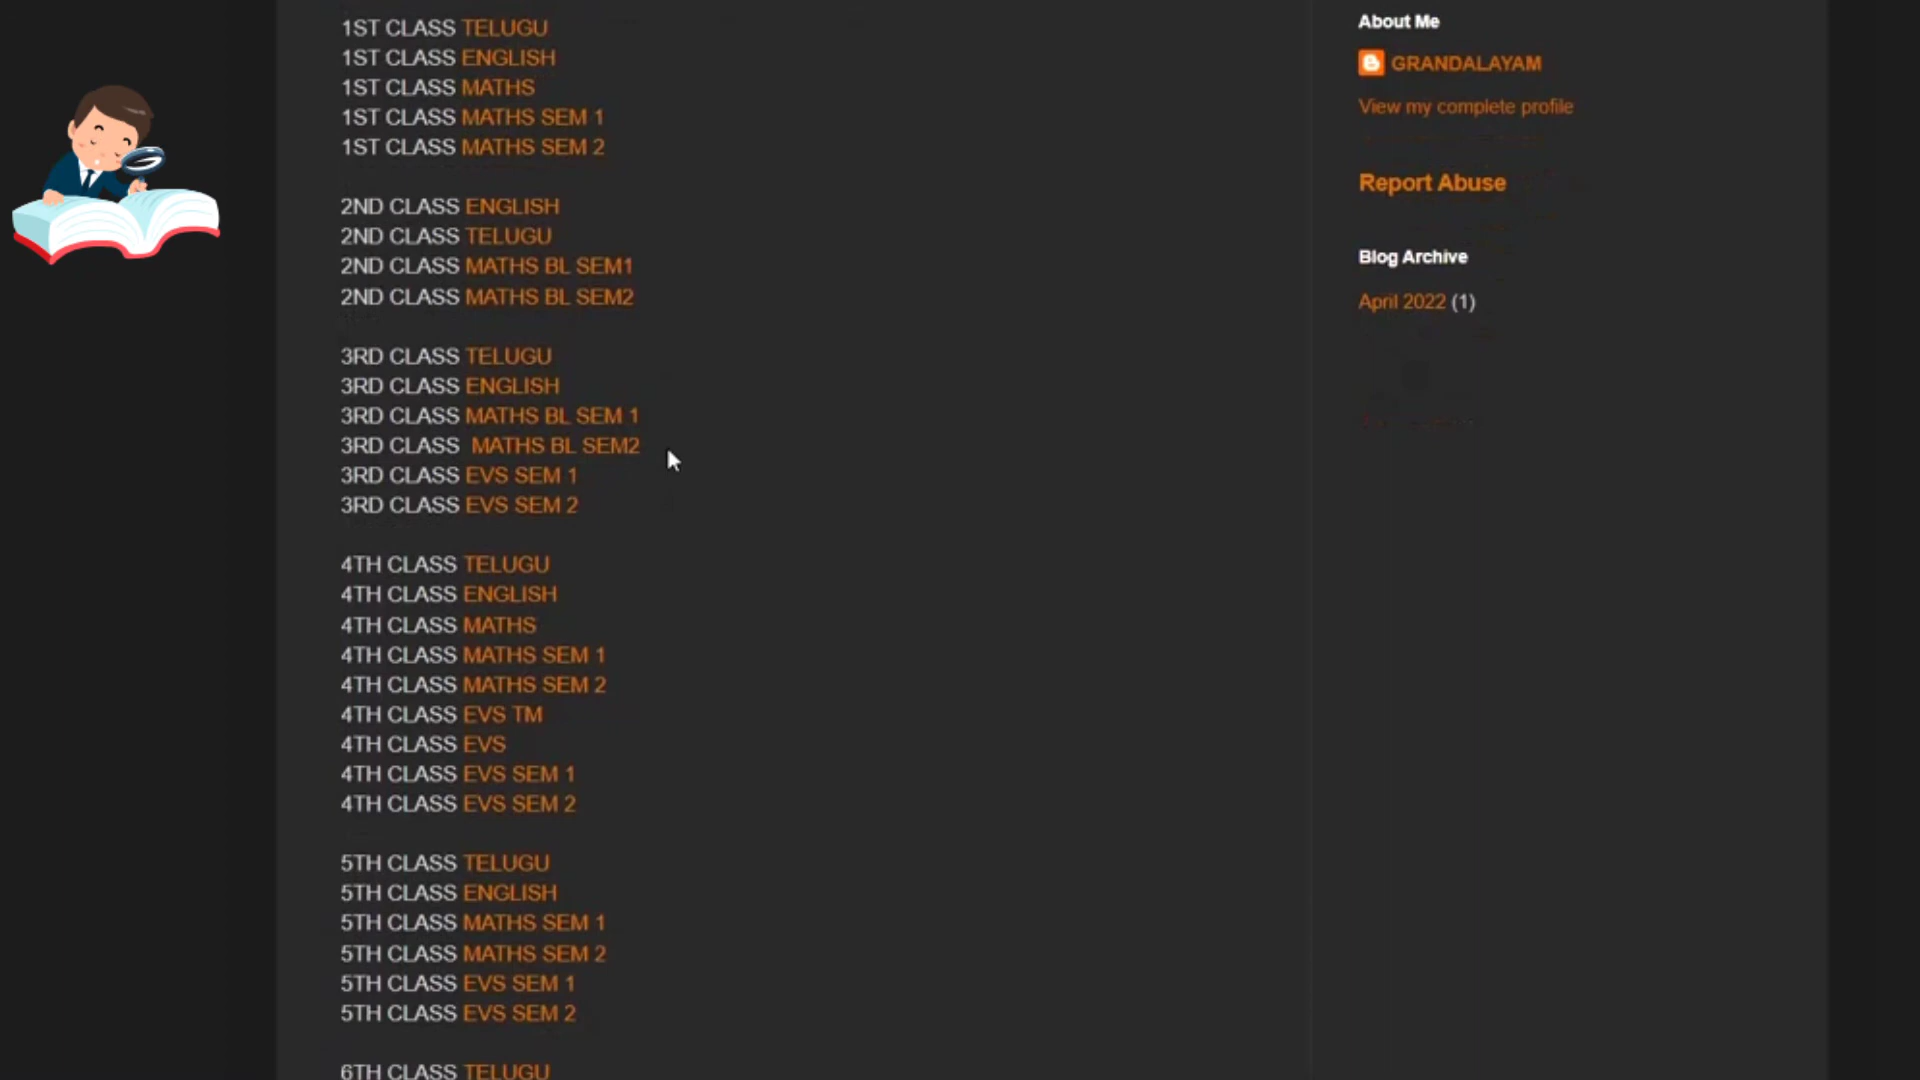 1ST CLASS TELUGU
1ST CLASS ENGLISH
1ST CLASS MATHS
1ST CLASS MATHS SEM 1
1ST CLASS MATHS SEM 2
2ND CLASS ENGLISH
2ND CLASS TELUGU
2ND CLASS MATHS BL SEM1
2ND CLASS MATHS BL SEM2
3RD CLASS TELUGU
3RD CLASS ENGLISH
3RD CLASS MATHS BL SEM 1
3RD CLASS MATHS BL SEM2
3RD CLASS EVS SEM 1
3RD CLASS EVS SEM 2
4TH CLASS TELUGU
4TH CLASS ENGLISH
4TH CLASS MATHS
4TH CLASS MATHS SEM 1
4TH CLASS MATHS SEM 2
4TH CLASS EVS TM
4TH CLASS EVS
4TH CLASS EVS SEM 1
4TH CLASS EVS SEM 2
5TH CLASS TELUGU
5TH CLASS ENGLISH
5TH CLASS MATHS SEM 1
5TH CLASS MATHS SEM 2
5TH CLASS EVS SEM 1
5TH CLASS EVS SEM 2
6TH CLASS TELUGU
About Me
GRANDALAYAM
View my complete profile
Report Abuse
Blog Archive
April 2022 (1)